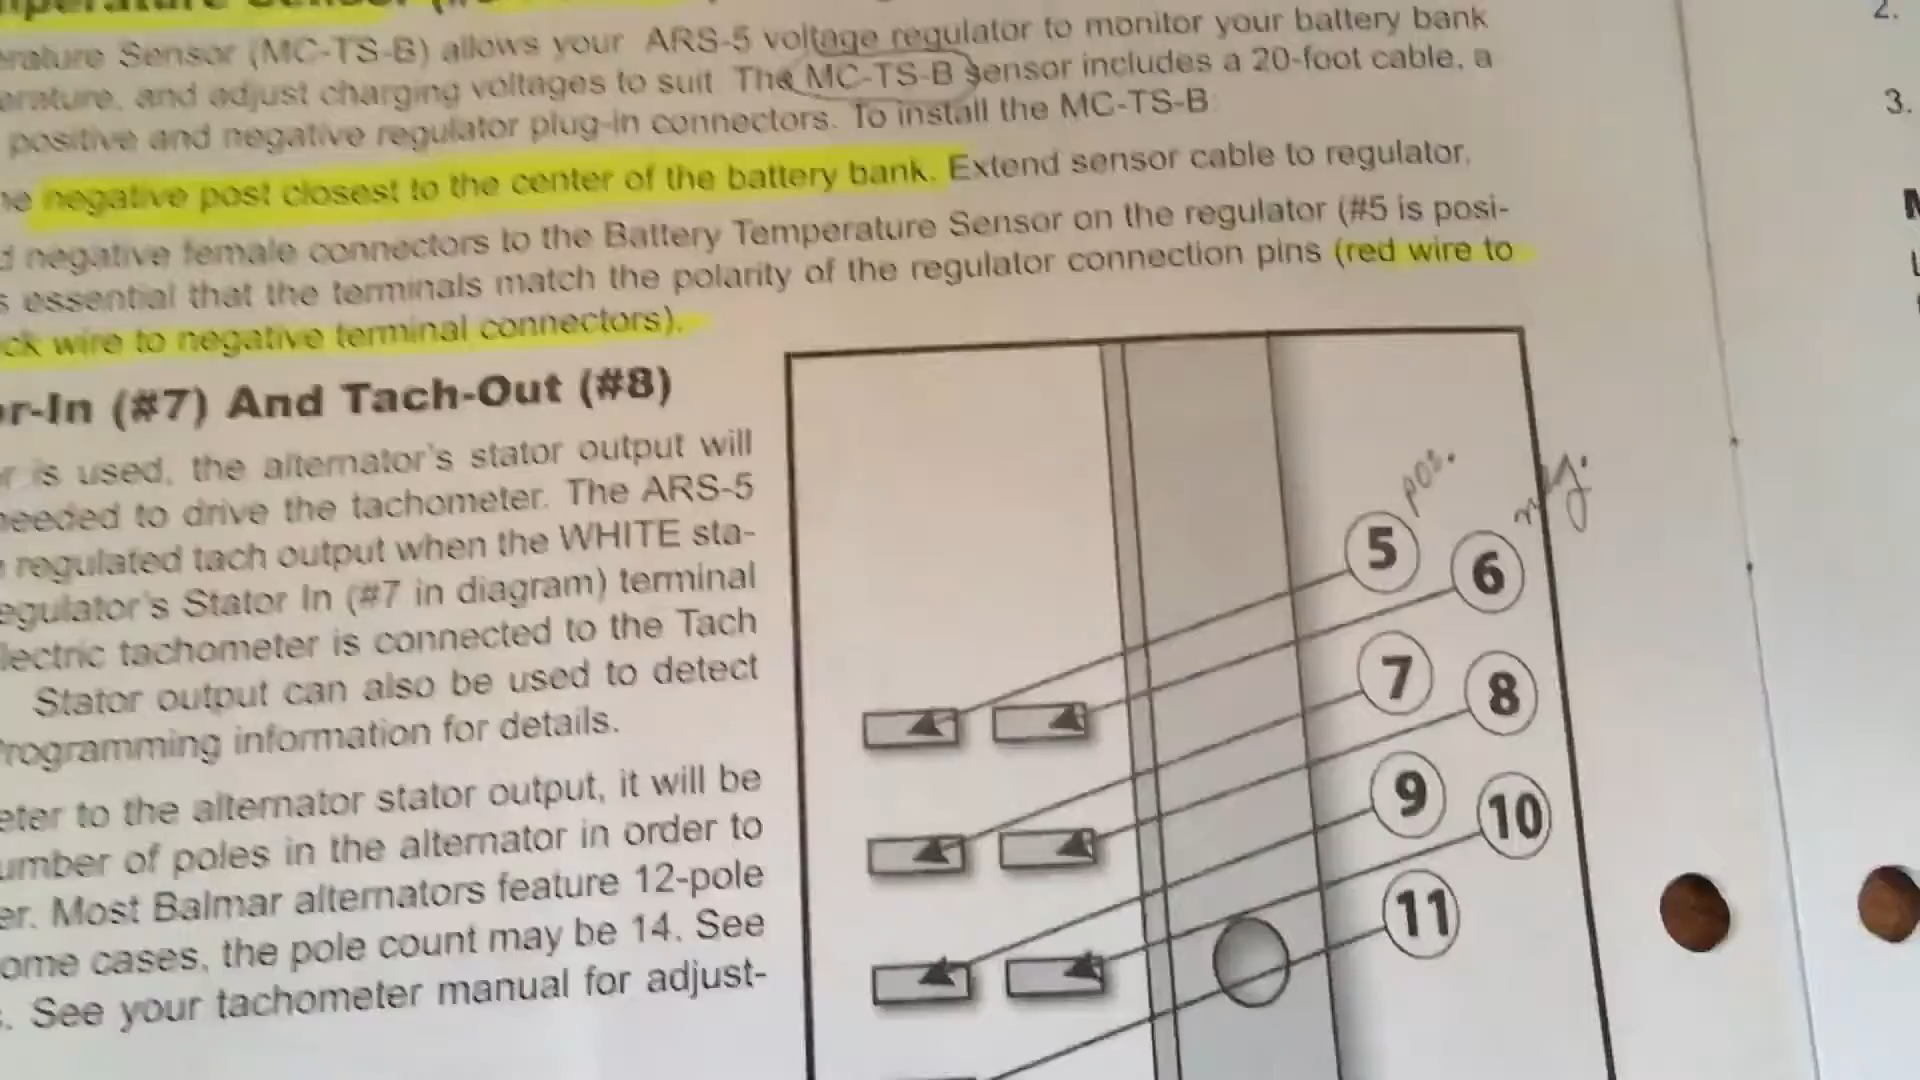 perature Sensor
erature Sensor (MC-TS-B) allows your ARS-5 voltage regulator to monitor your battery bank
erature, and adjust charging voltages to suit The MC-TS-B sensor includes a 20-foot cable, a
positive and negative regulator plug-in connectors. To install the MC-TS-B
he negative post closest to the center of the battery bank. Extend sensor cable to regulator.
d negative female connectors to the Battery Temperature Sensor on the regulator (#5 is posi-
s essential that the terminals match the polarity of the regulator connection pins (red wire to
ck wire to negative terminal connectors).
or-In (#7) And Tach-Out (#8)
r is used, the alternator's stator output will
needed to drive the tachometer. The ARS-5
regulated tach output when the WHITE sta-
egulator's Stator In (#7 in diagram) terminal
lectric tachometer is connected to the Tach
Stator output can also be used to detect
Programming information for details.
eter to the alternator stator output, it will be
umber of poles in the alternator in order to
er. Most Balmar alternators feature 12-pole
ome cases, the pole count may be 14. See
. See your tachometer manual for adjust-
pos.
neg.
5
6
7
8
9
10
11
2.
3.